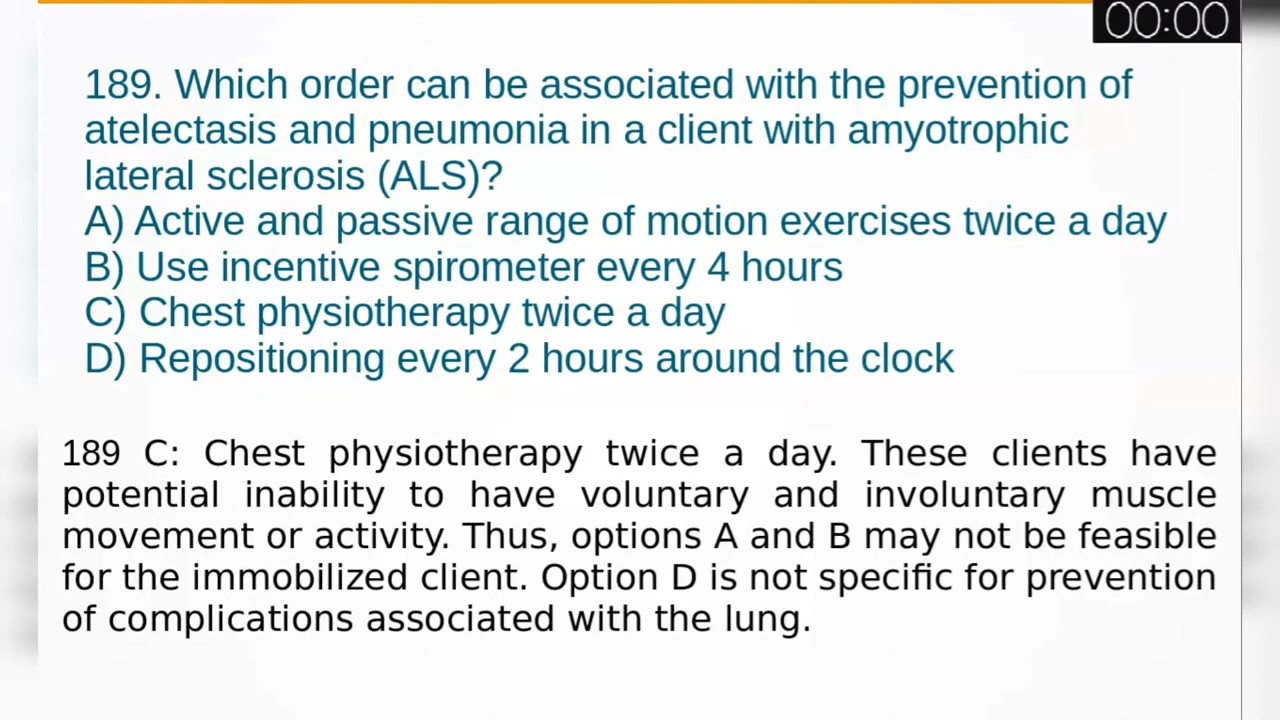 00:00
189. Which order can be associated with the prevention of
atelectasis and pneumonia in a client with amyotrophic
lateral sclerosis (ALS)?
A) Active and passive range of motion exercises twice a day
B) Use incentive spirometer every 4 hours
C) Chest physiotherapy twice a day
D) Repositioning every 2 hours around the clock
189 C: Chest physiotherapy twice a day. These clients have
potential inability to have voluntary and involuntary muscle
movement or activity. Thus, options A and B may not be feasible
for the immobilized client. Option D is not specific for prevention
of complications associated with the lung.